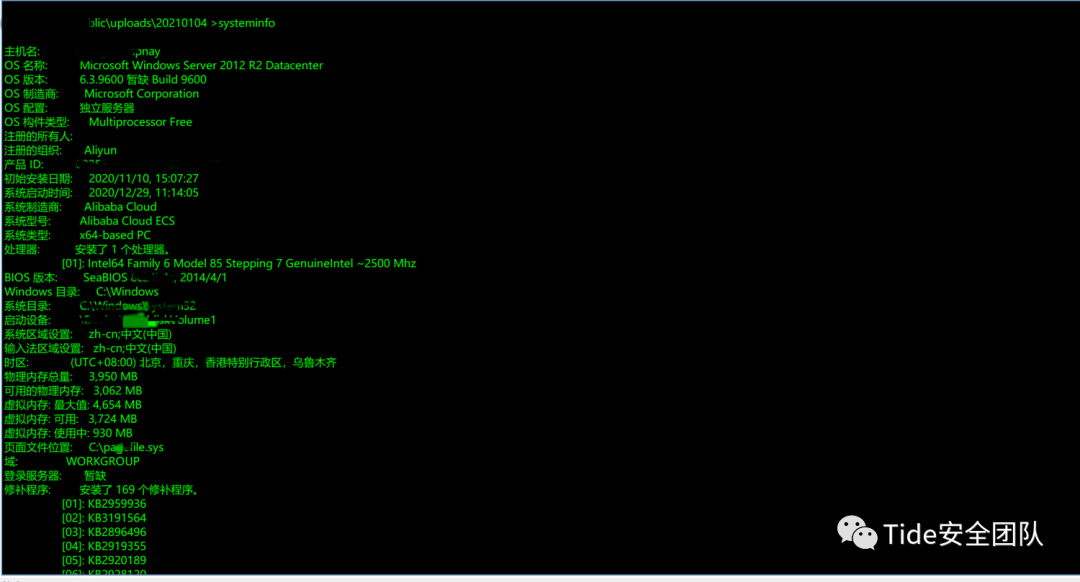 blic\uploads\20210104 >systeminfo
主机名: pnay
OS 名称: Microsoft Windows Server 2012 R2 Datacenter
OS 版本: 6.3.9600 暂缺 Build 9600
OS 制造商: Microsoft Corporation
OS 配置: 独立服务器
OS 构件类型: Multiprocessor Free
注册的所有人:
注册的组织: Aliyun
产品 ID:
初始安装日期: 2020/11/10, 15:07:27
系统启动时间: 2020/12/29, 11:14:05
系统制造商: Alibaba Cloud
系统型号: Alibaba Cloud ECS
系统类型: x64-based PC
处理器: 安装了 1 个处理器。
[01]: Intel64 Family 6 Model 85 Stepping 7 GenuineIntel ~2500 Mhz
BIOS 版本: SeaBIOS , 2014/4/1
Windows 目录: C:\Windows
系统目录: C:\Windows\system32
启动设备: Volume1
系统区域设置: zh-cn;中文(中国)
输入法区域设置: zh-cn;中文(中国)
时区: (UTC+08:00) 北京，重庆，香港特别行政区，乌鲁木齐
物理内存总量: 3,950 MB
可用的物理内存: 3,062 MB
虚拟内存: 最大值: 4,654 MB
虚拟内存: 可用: 3,724 MB
虚拟内存: 使用中: 930 MB
页面文件位置: C:\pagefile.sys
域: WORKGROUP
登录服务器: 暂缺
修补程序: 安装了 169 个修补程序。
[01]: KB2959936
[02]: KB3191564
[03]: KB2896496
[04]: KB2919355
[05]: KB2920189
[06]: KB2928120
Tide安全团队